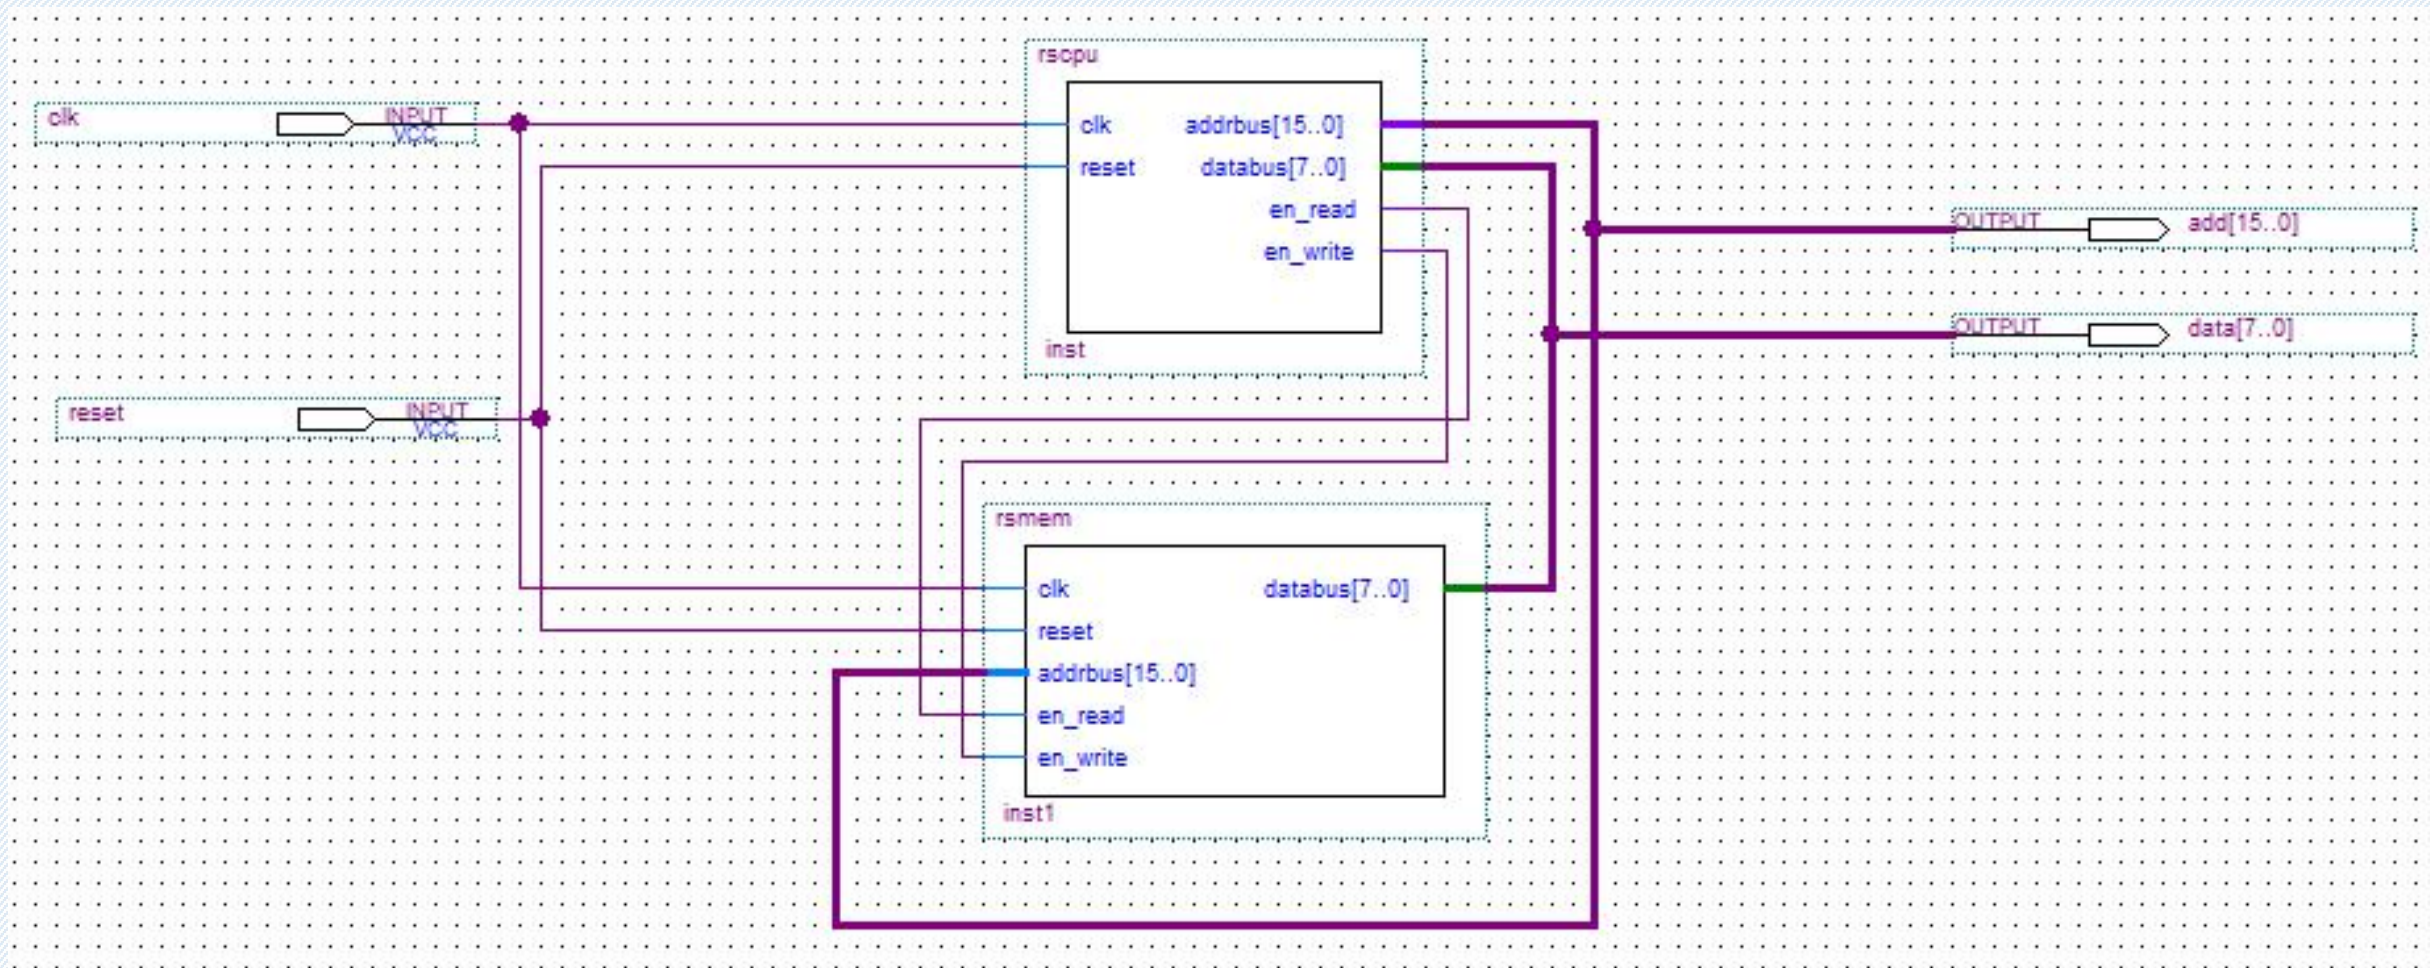 clk
INPUT
VCC
reset
INPUT
VCC
rscpu
clk
reset
addrbus[15..0]
databus[7..0]
en_read
en_write
inst
OUTPUT
add[15..0]
OUTPUT
data[7..0]
rsmem
clk
reset
addrbus[15..0]
en_read
en_write
databus[7..0]
inst1